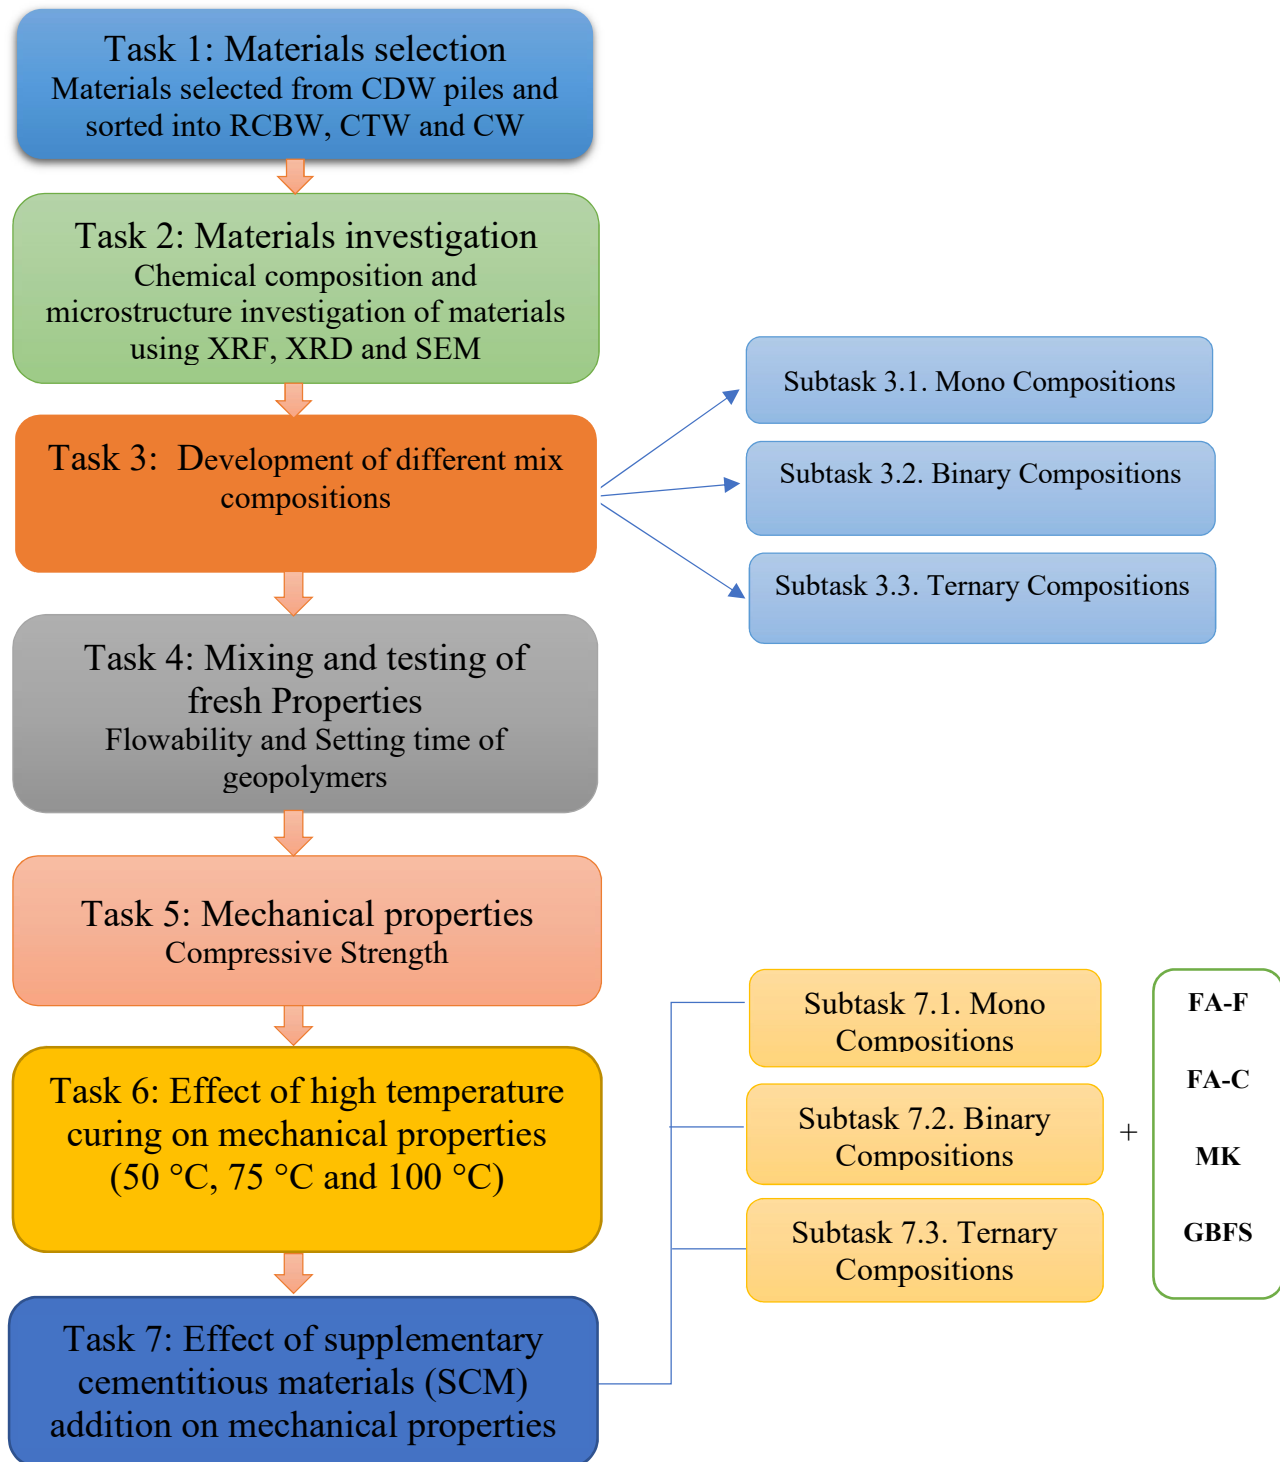 Task 1: Materials selection
Materials selected from CDW piles and
sorted into RCBW, CTW and CW
Task 2: Materials investigation
Chemical composition and
microstructure investigation of materials
using XRF, XRD and SEM
Task 3:  Development of different mix
compositions
Subtask 3.1. Mono Compositions
Subtask 3.2. Binary Compositions
Subtask 3.3. Ternary Compositions
Task 4: Mixing and testing of
fresh Properties
Flowability and Setting time of
geopolymers
Task 5: Mechanical properties
Compressive Strength
Task 6: Effect of high temperature
curing on mechanical properties
(50 °C, 75 °C and 100 °C)
Task 7: Effect of supplementary
cementitious materials (SCM)
addition on mechanical properties
Subtask 7.1. Mono
Compositions
Subtask 7.2. Binary
Compositions
Subtask 7.3. Ternary
Compositions
+
FA-F
FA-C
MK
GBFS